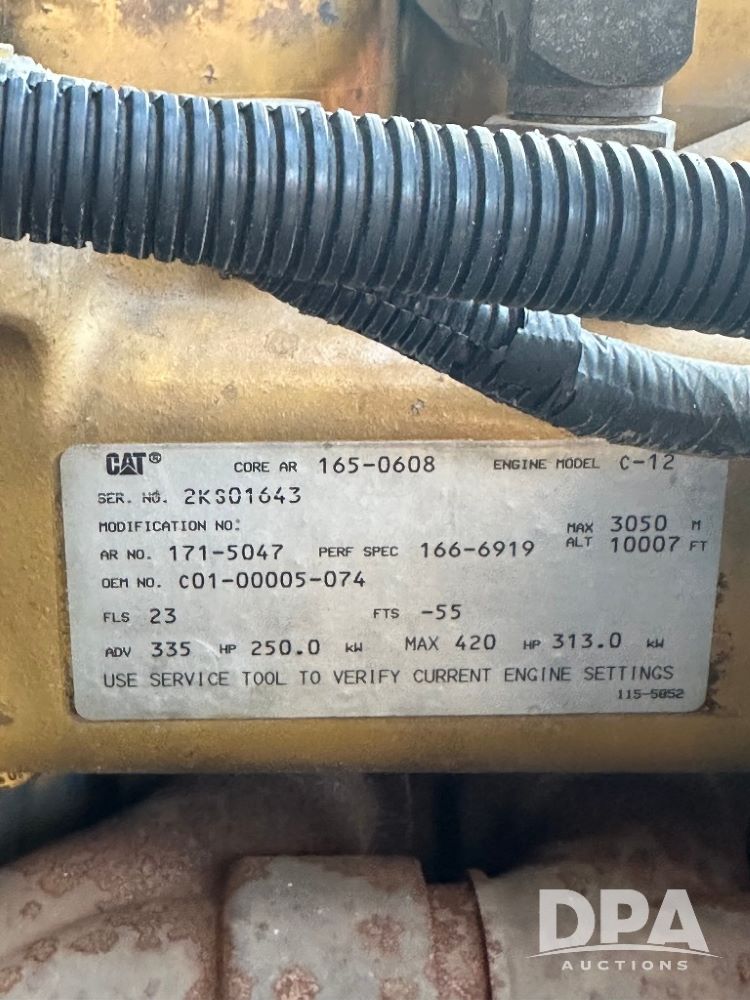 CAT® CORE AR 165-0608 ENGINE MODEL C-12
SER. NO. 2KS01643
MODIFICATION NO:
MAX ALT 3050 M 10007 FT
AR NO. 171-5047 PERF SPEC 166-6919
OEM NO. C01-00005-074
FLS 23 FTS -55
ADV 335 HP 250.0 kW MAX 420 HP 313.0 kW
USE SERVICE TOOL TO VERIFY CURRENT ENGINE SETTINGS
115-5852
DPA
AUCTIONS